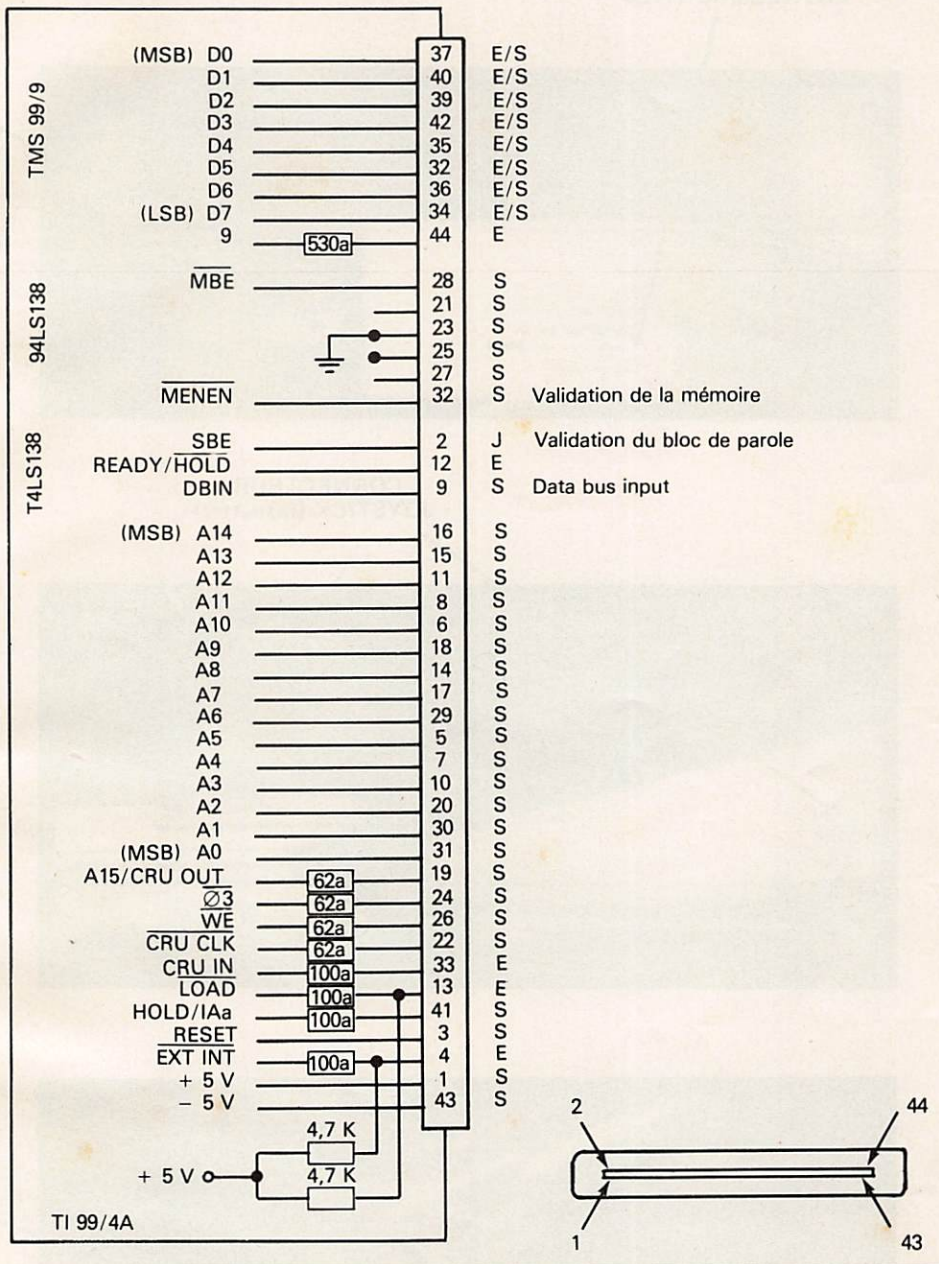 (MSB) D0 37 E/S
D1 40 E/S
D2 39 E/S
D3 42 E/S
D4 35 E/S
D5 32 E/S
D6 36 E/S
(LSB) D7 34 E/S
9 530a 44 E
TMS 99/9
MBE 28 S
21 S
23 S
25 S
27 S
94LS138
MENEN 32 S Validation de la mémoire
SBE 2 J Validation du bloc de parole
READY/HOLD 12 E
DBIN 9 S Data bus input
T4LS138
(MSB) A14 16 S
A13 15 S
A12 11 S
A11 8 S
A10 6 S
A9 18 S
A8 14 S
A7 17 S
A6 29 S
A5 5 S
A4 7 S
A3 10 S
A2 20 S
A1 30 S
(MSB) A0 31 S
A15/CRU OUT 62a 19 S
Ø3 62a 24 S
WE 62a 26 S
CRU CLK 62a 22 S
CRU IN 100a 33 E
LOAD 100a 13 E
HOLD/IAa 100a 41 S
RESET 3 S
EXT INT 100a 4 E
+ 5 V 1 S
− 5 V 43 S
4,7 K
+ 5 V 4,7 K
TI 99/4A
2 44
1 43